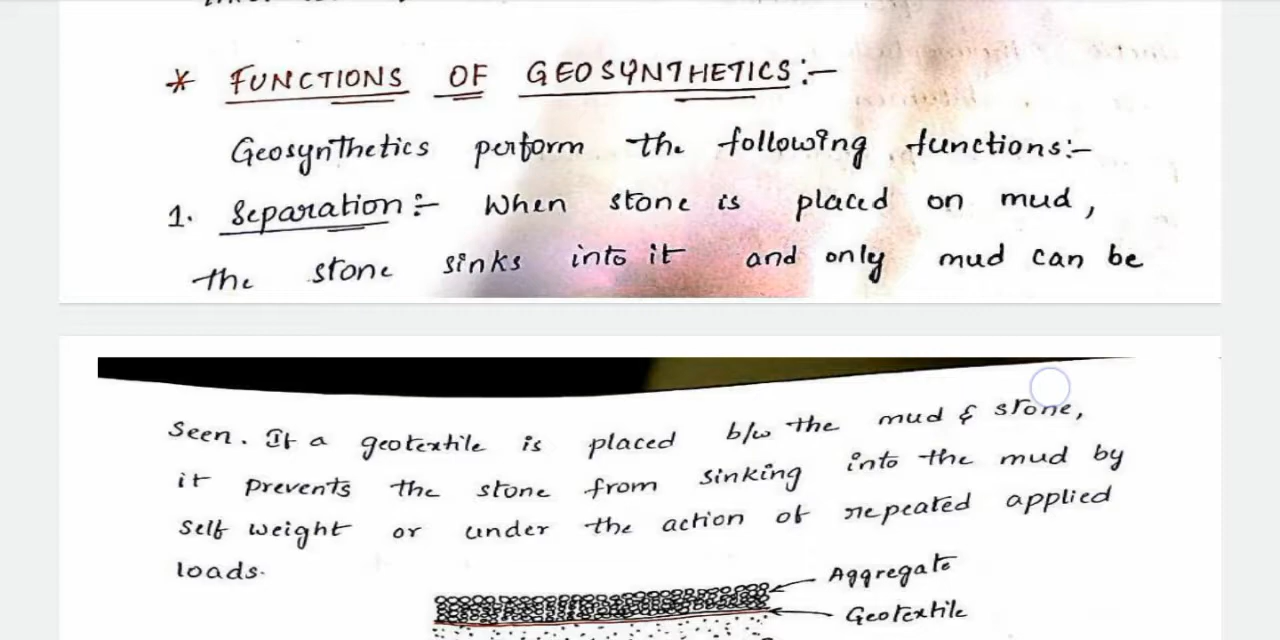 * FUNCTIONS OF GEOSYNTHETICS:-
Geosynthetics perform the following functions:-
1. Separation:- When stone is placed on mud,
the stone sinks into it and only mud can be
seen. If a geotextile is placed b/w the mud & stone,
it prevents the stone from sinking into the mud by
self weight or under the action of repeated applied
loads.
Aggregate
Geotextile